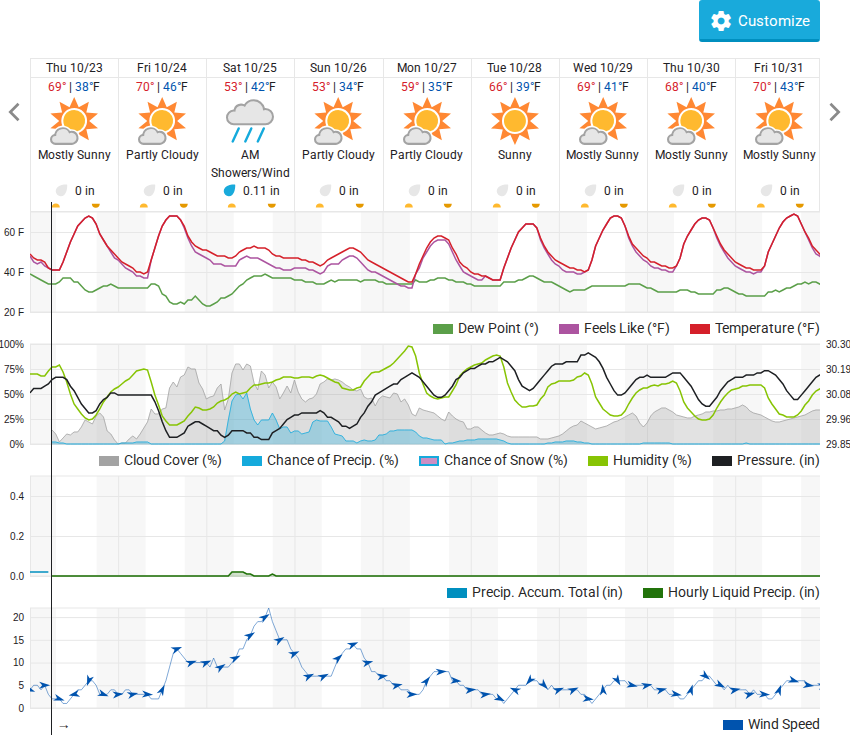 Customize
Thu 10/23 Fri 10/24 Sat 10/25 Sun 10/26 Mon 10/27 Tue 10/28 Wed 10/29 Thu 10/30 Fri 10/31
69° | 38°F 70° | 46°F 53° | 42°F 53° | 34°F 59° | 35°F 66° | 39°F 69° | 41°F 68° | 40°F 70° | 43°F
Mostly Sunny Partly Cloudy AM Partly Cloudy Partly Cloudy Sunny Mostly Sunny Mostly Sunny Mostly Sunny
Showers/Wind
0 in 0 in 0.11 in 0 in 0 in 0 in 0 in 0 in 0 in
60 F
40 F
20 F
Dew Point (°) Feels Like (°F) Temperature (°F)
100% 30.30
75% 30.19
50% 30.08
25% 29.96
0% 29.85
Cloud Cover (%) Chance of Precip. (%) Chance of Snow (%) Humidity (%) Pressure. (in)
0.4
0.2
0.0
Precip. Accum. Total (in) Hourly Liquid Precip. (in)
20
15
10
5
0
→ Wind Speed